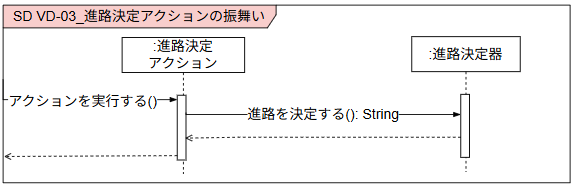 SD VD-03_進路決定アクションの振舞い
:進路決定
アクション
:進路決定器
アクションを実行する()
進路を決定する(): String